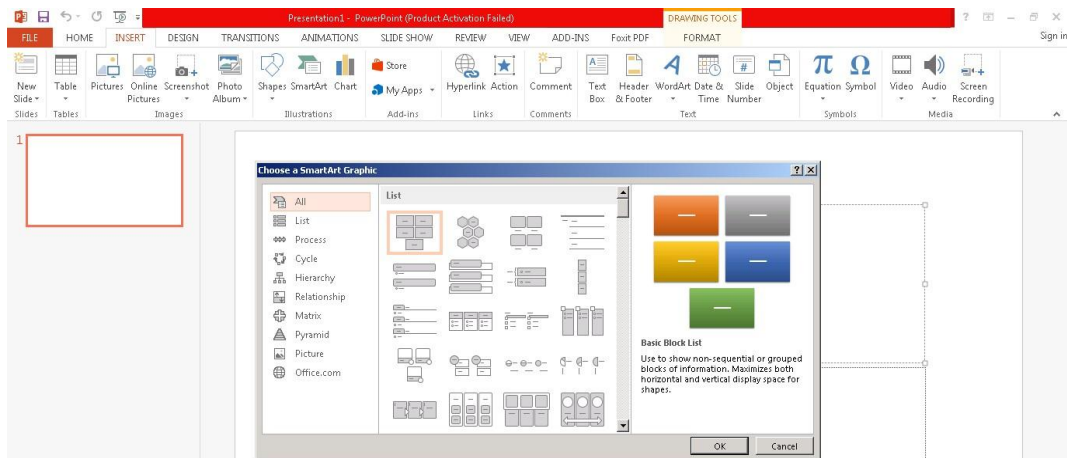 Presentation1 - PowerPoint (Product Activation Failed)
DRAWING TOOLS
FILE HOME INSERT DESIGN TRANSITIONS ANIMATIONS SLIDE SHOW REVIEW VIEW ADD-INS Foxit PDF FORMAT
Sign in
New Slide
Table
Pictures
Online Pictures
Screenshot
Photo Album
Shapes
SmartArt
Chart
Store
My Apps
Hyperlink
Action
Comment
Text Box
Header & Footer
WordArt
Date & Time
Slide Number
Object
Equation
Symbol
Video
Audio
Screen Recording
Slides Tables Images Illustrations Add-ins Links Comments Text Symbols Media
1
Choose a SmartArt Graphic
All
List
Process
Cycle
Hierarchy
Relationship
Matrix
Pyramid
Picture
Office.com
List
Basic Block List
Use to show non-sequential or grouped
blocks of information. Maximizes both
horizontal and vertical display space for
shapes.
OK Cancel